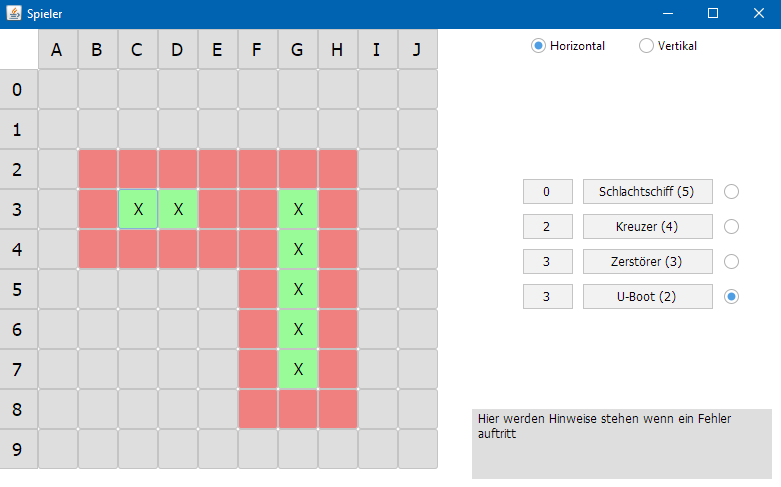 Spieler
A B C D E F G H I J
Horizontal Vertikal
0
1
2
3 X X X
4 X
5 X
6 X
7 X
8
9
0 Schlachtschiff (5)
2 Kreuzer (4)
3 Zerstörer (3)
3 U-Boot (2)
Hier werden Hinweise stehen wenn ein Fehler
auftritt